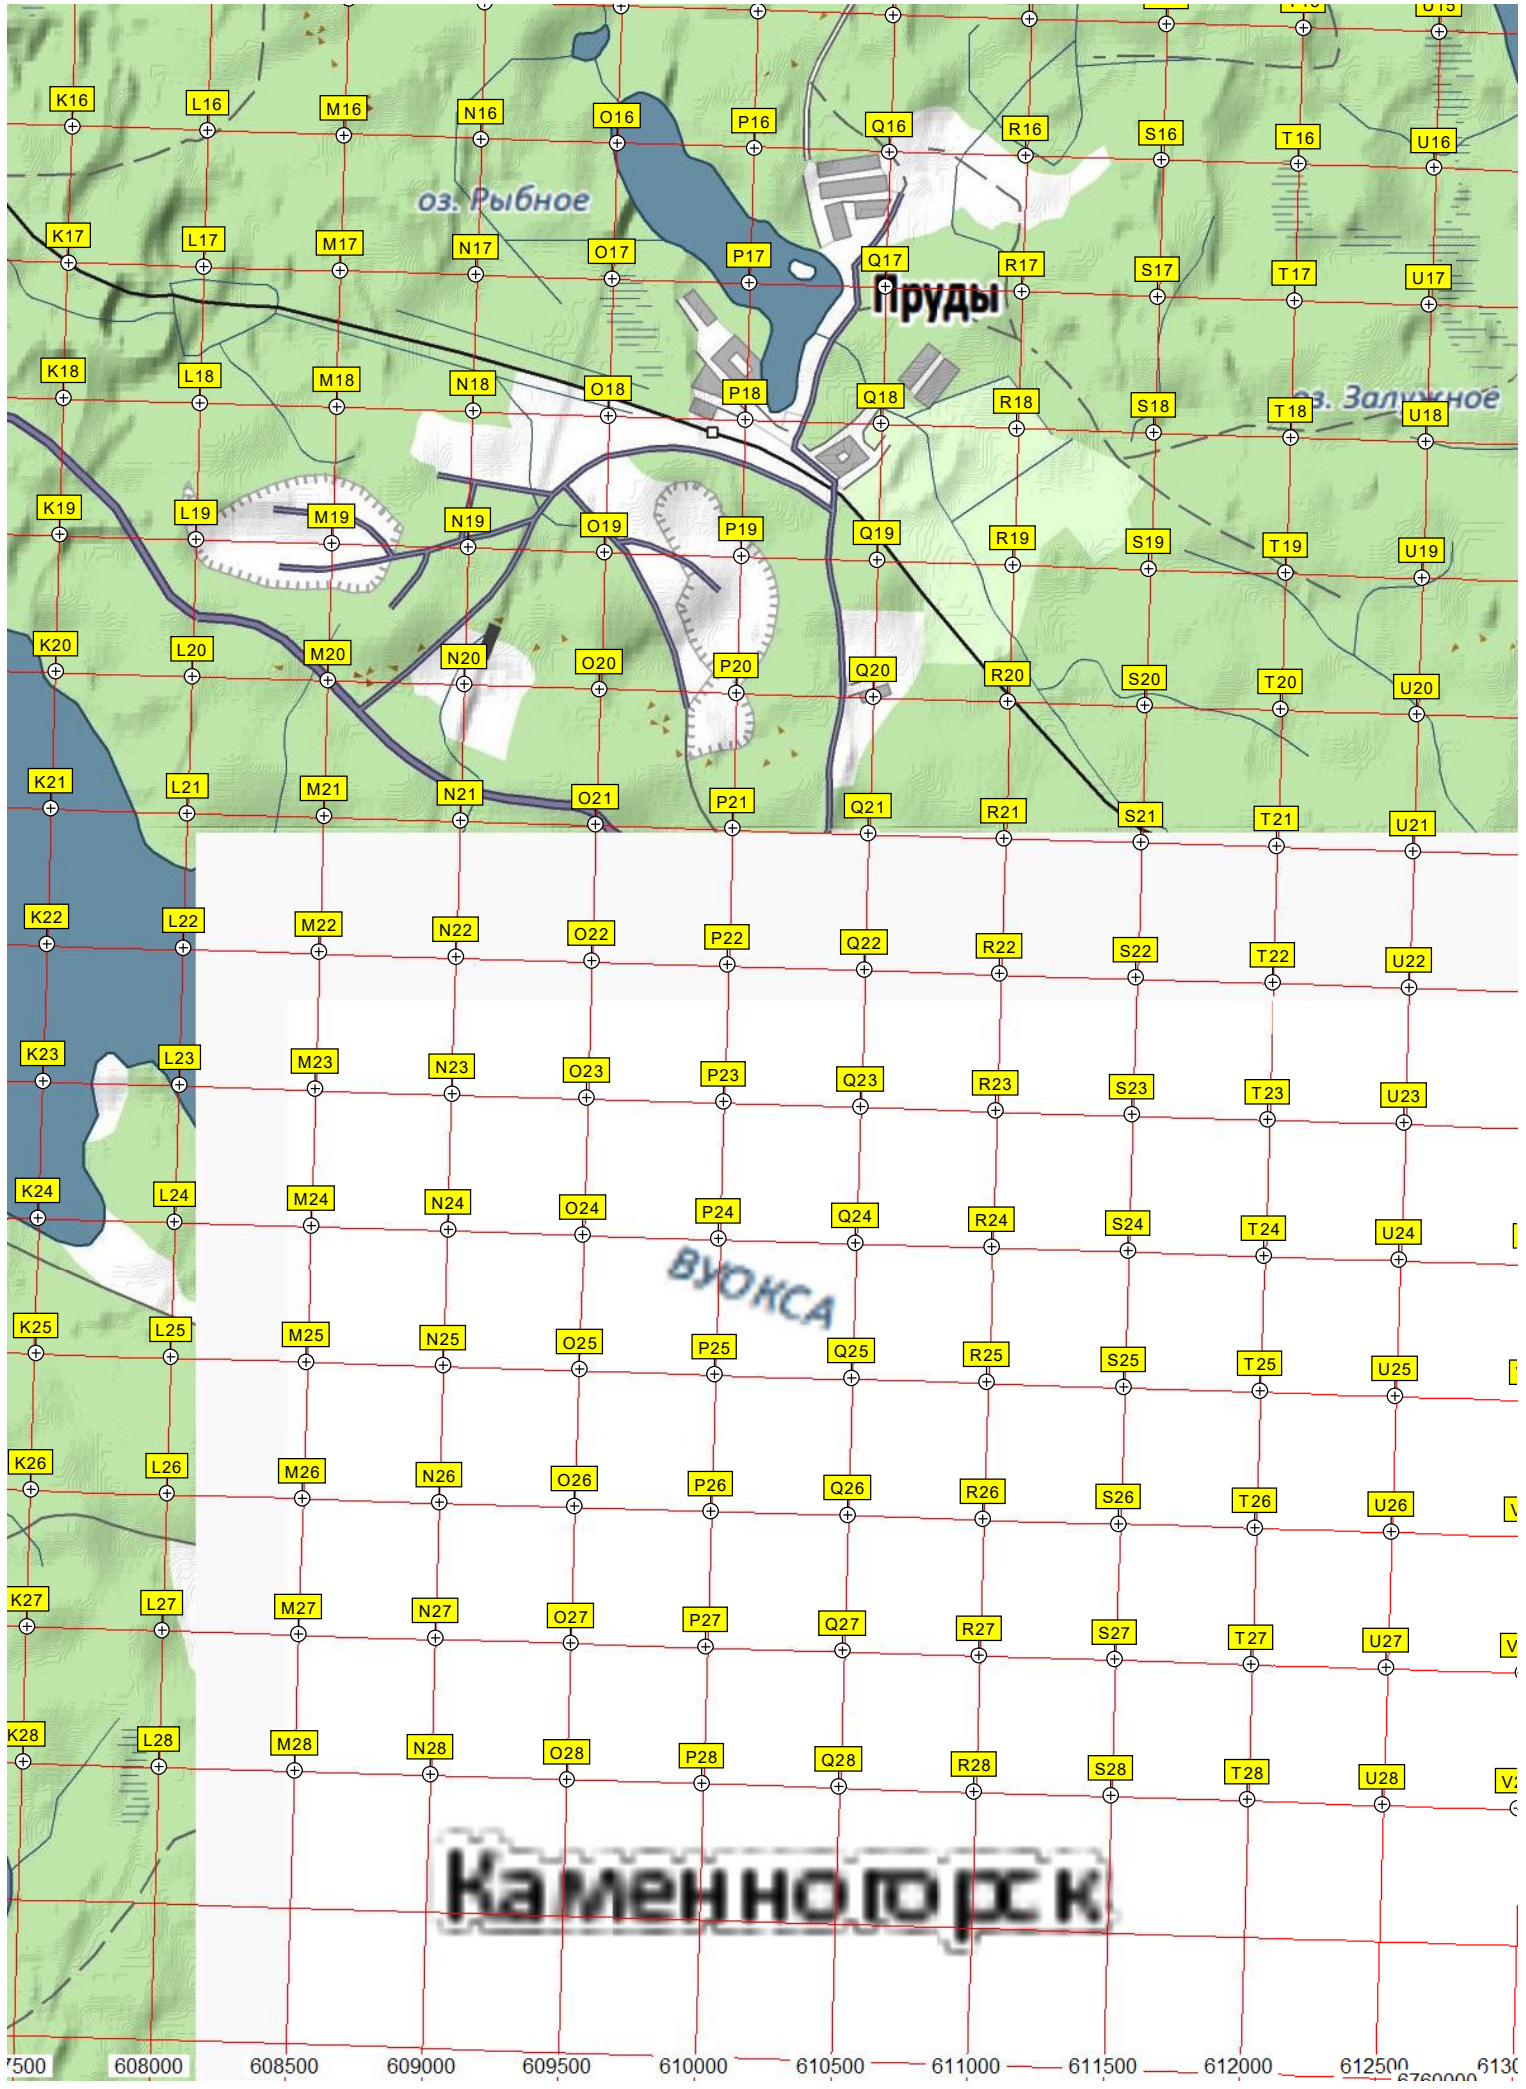 U15
K16 L16 M16 N16 O16 P16 Q16 R16 S16 T16 U16
оз. Рыбное
K17 L17 M17 N17 O17 P17 Q17 R17 S17 T17 U17
Пруды
K18 L18 M18 N18 O18 P18 Q18 R18 S18 T18 U18
оз. Залужное
K19 L19 M19 N19 O19 P19 Q19 R19 S19 T19 U19
K20 L20 M20 N20 O20 P20 Q20 R20 S20 T20 U20
K21 L21 M21 N21 O21 P21 Q21 R21 S21 T21 U21
K22 L22 M22 N22 O22 P22 Q22 R22 S22 T22 U22
K23 L23 M23 N23 O23 P23 Q23 R23 S23 T23 U23
K24 L24 M24 N24 O24 P24 Q24 R24 S24 T24 U24
ВУОКСА
K25 L25 M25 N25 O25 P25 Q25 R25 S25 T25 U25
K26 L26 M26 N26 O26 P26 Q26 R26 S26 T26 U26
K27 L27 M27 N27 O27 P27 Q27 R27 S27 T27 U27
K28 L28 M28 N28 O28 P28 Q28 R28 S28 T28 U28
Каменногорск
7500 608000 608500 609000 609500 610000 610500 611000 611500 612000 612500 6130
6760000